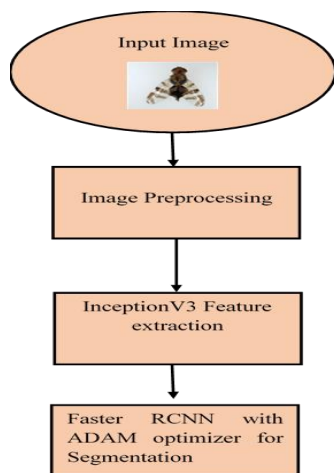 Input Image
Image Preprocessing
InceptionV3 Feature
extraction
Faster RCNN with
ADAM optimizer for
Segmentation